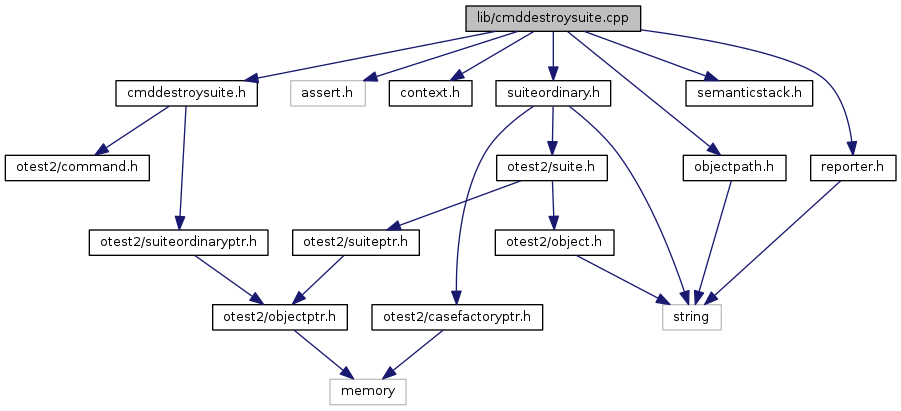 lib/cmddestroysuite.cpp
cmddestroysuite.h
assert.h
context.h
suiteordinary.h
semanticstack.h
otest2/command.h
otest2/suite.h
objectpath.h
reporter.h
otest2/suiteordinaryptr.h
otest2/suiteptr.h
otest2/object.h
otest2/objectptr.h
otest2/casefactoryptr.h
string
memory